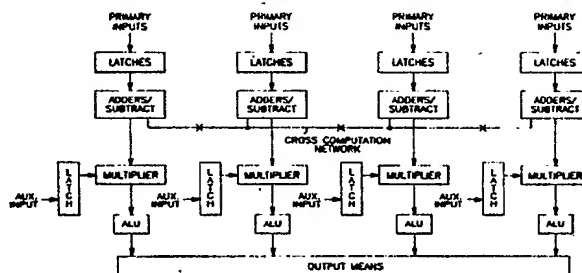 PRIMARY INPUTS PRIMARY INPUTS PRIMARY INPUTS PRIMARY INPUTS
LATCHES LATCHES LATCHES LATCHES
ADDERS/SUBTRACT ADDERS/SUBTRACT ADDERS/SUBTRACT ADDERS/SUBTRACT
CROSS COMPUTATION
NETWORK
LATCH MULTIPLIER LATCH MULTIPLIER LATCH MULTIPLIER LATCH MULTIPLIER
AUX. INPUT AUX. INPUT AUX. INPUT AUX. INPUT
ALU ALU ALU ALU
OUTPUT MEANS